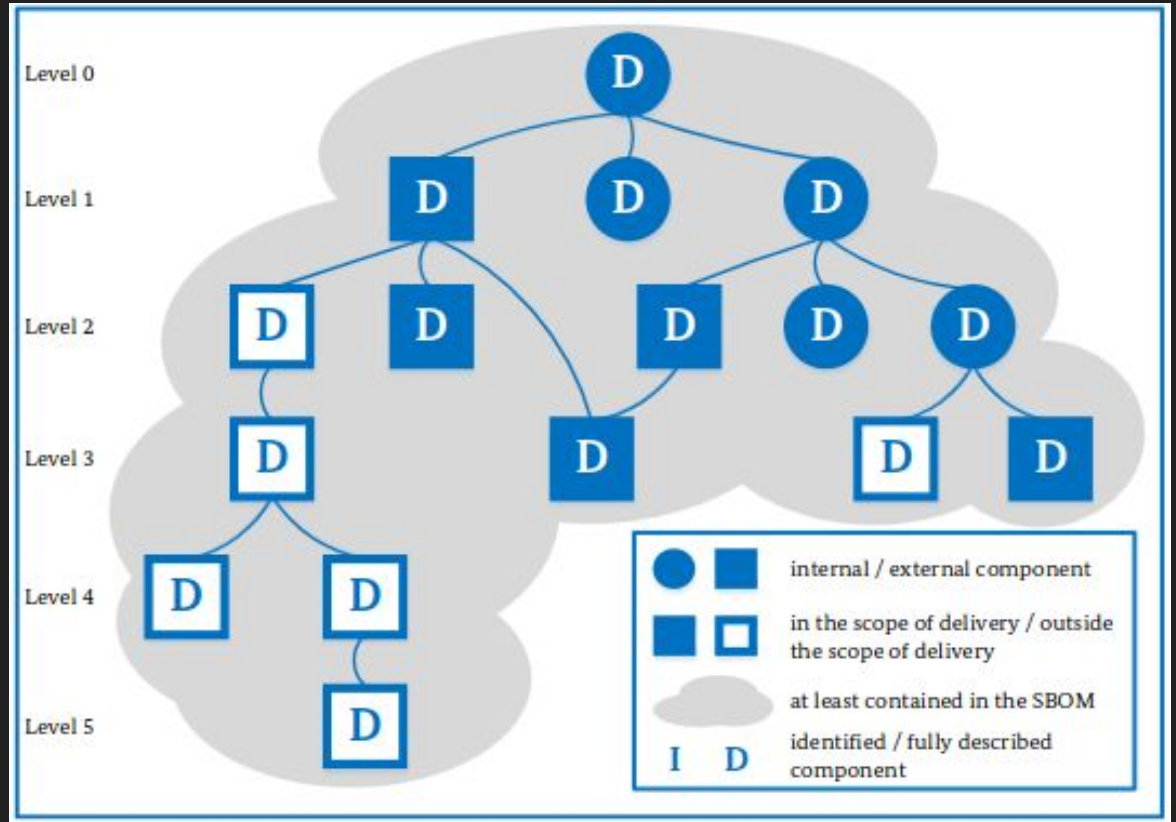 Level 0
D
Level 1
D
D
D
Level 2
D
D
D
D
D
Level 3
D
D
D
D
Level 4
D
D
Level 5
D
internal / external component
in the scope of delivery / outside
the scope of delivery
at least contained in the SBOM
I D
identified / fully described
component